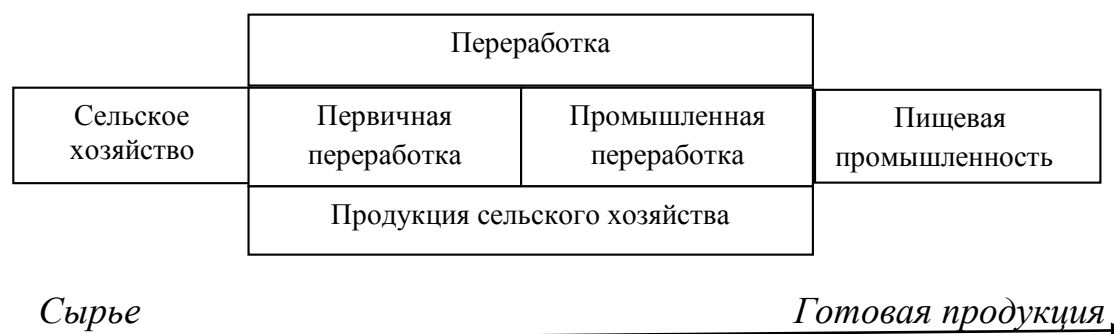 Переработка
Сельское
хозяйство
Первичная
переработка
Промышленная
переработка
Пищевая
промышленность
Продукция сельского хозяйства
Сырье
Готовая продукция